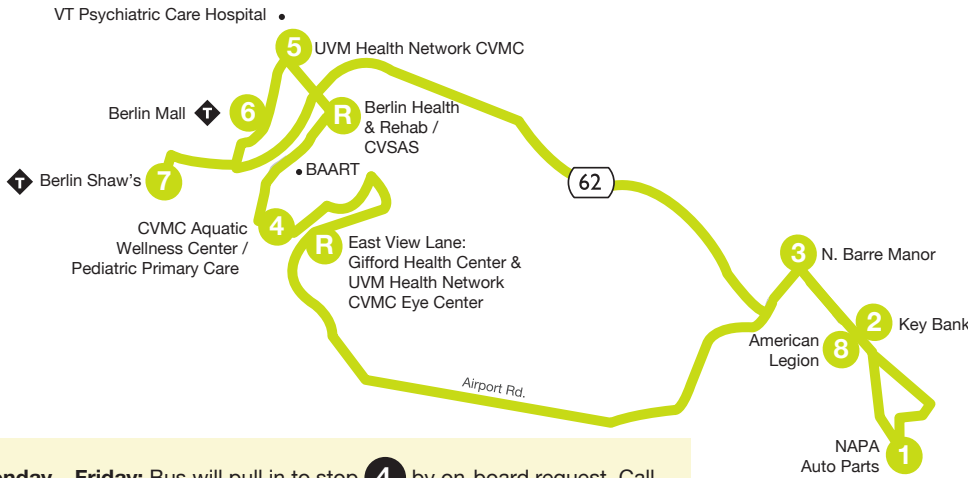 VT Psychiatric Care Hospital
5
UVM Health Network CVMC
Berlin Mall T 6
R
Berlin Health
& Rehab /
CVSAS
BAART
T Berlin Shaw's 7
62
CVMC Aquatic
Wellness Center /
Pediatric Primary Care
4
R
East View Lane:
Gifford Health Center &
UVM Health Network
CVMC Eye Center
3 N. Barre Manor
2 Key Bank
American
Legion
8
Airport Rd.
NAPA
Auto Parts
1
Friday: Bus will pull in to stop 4 by on-board request. Call